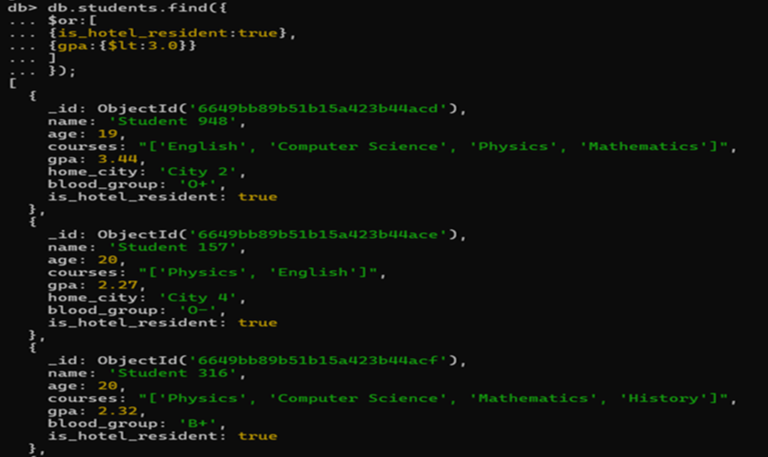 db> db.students.find({
... $or:[
... {is_hotel_resident:true},
... {gpa:{$lt:3.0}}
... ]
... });
[
  {
    _id: ObjectId('6649bb89b51b15a423b44acd'),
    name: 'Student 948',
    age: 19,
    courses: "['English', 'Computer Science', 'Physics', 'Mathematics']",
    gpa: 3.44,
    home_city: 'City 2',
    blood_group: 'O+',
    is_hotel_resident: true
  },
  {
    _id: ObjectId('6649bb89b51b15a423b44ace'),
    name: 'Student 157',
    age: 20,
    courses: "['Physics', 'English']",
    gpa: 2.27,
    home_city: 'City 4',
    blood_group: 'O-',
    is_hotel_resident: true
  },
  {
    _id: ObjectId('6649bb89b51b15a423b44acf'),
    name: 'Student 316',
    age: 20,
    courses: "['Physics', 'Computer Science', 'Mathematics', 'History']",
    gpa: 2.32,
    blood_group: 'B+',
    is_hotel_resident: true
  },